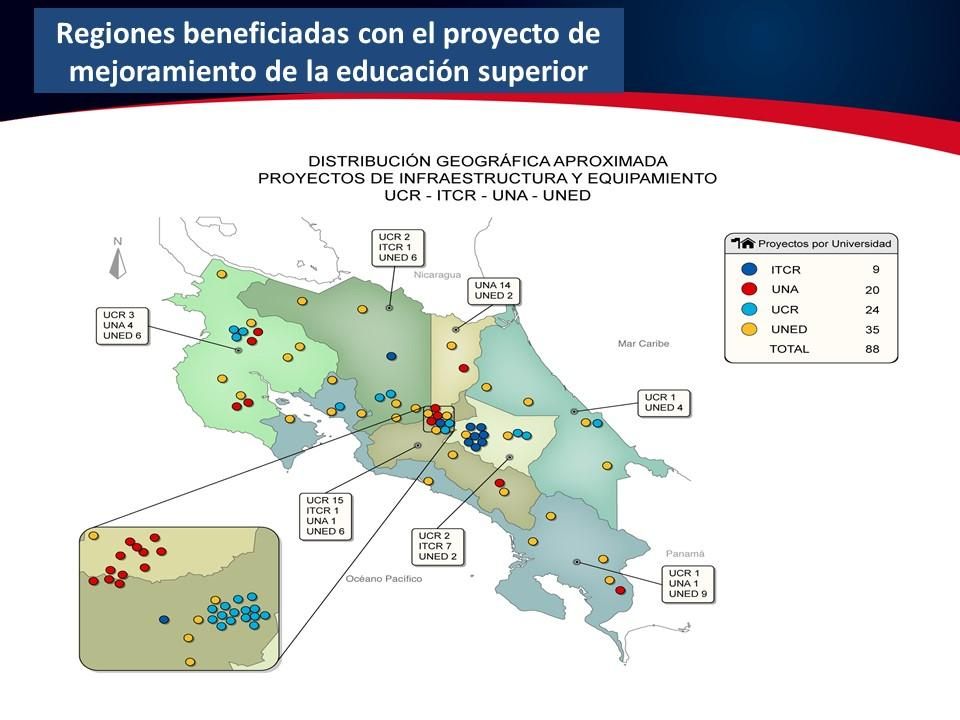 Regiones beneficiadas con el proyecto de
mejoramiento de la educación superior
DISTRIBUCIÓN GEOGRÁFICA APROXIMADA
PROYECTOS DE INFRAESTRUCTURA Y EQUIPAMIENTO
UCR - ITCR - UNA - UNED
N
UCR 2
ITCR 1
UNED 6
Nicaragua
UNA 14
UNED 2
UCR 3
UNA 4
UNED 6
Mar Caribe
Proyectos por Universidad
ITCR 9
UNA 20
UCR 24
UNED 35
TOTAL 88
UCR 1
UNED 4
UCR 15
ITCR 1
UNA 1
UNED 6
UCR 2
ITCR 7
UNED 2
Panamá
UCR 1
UNA 1
UNED 9
Océano Pacífico